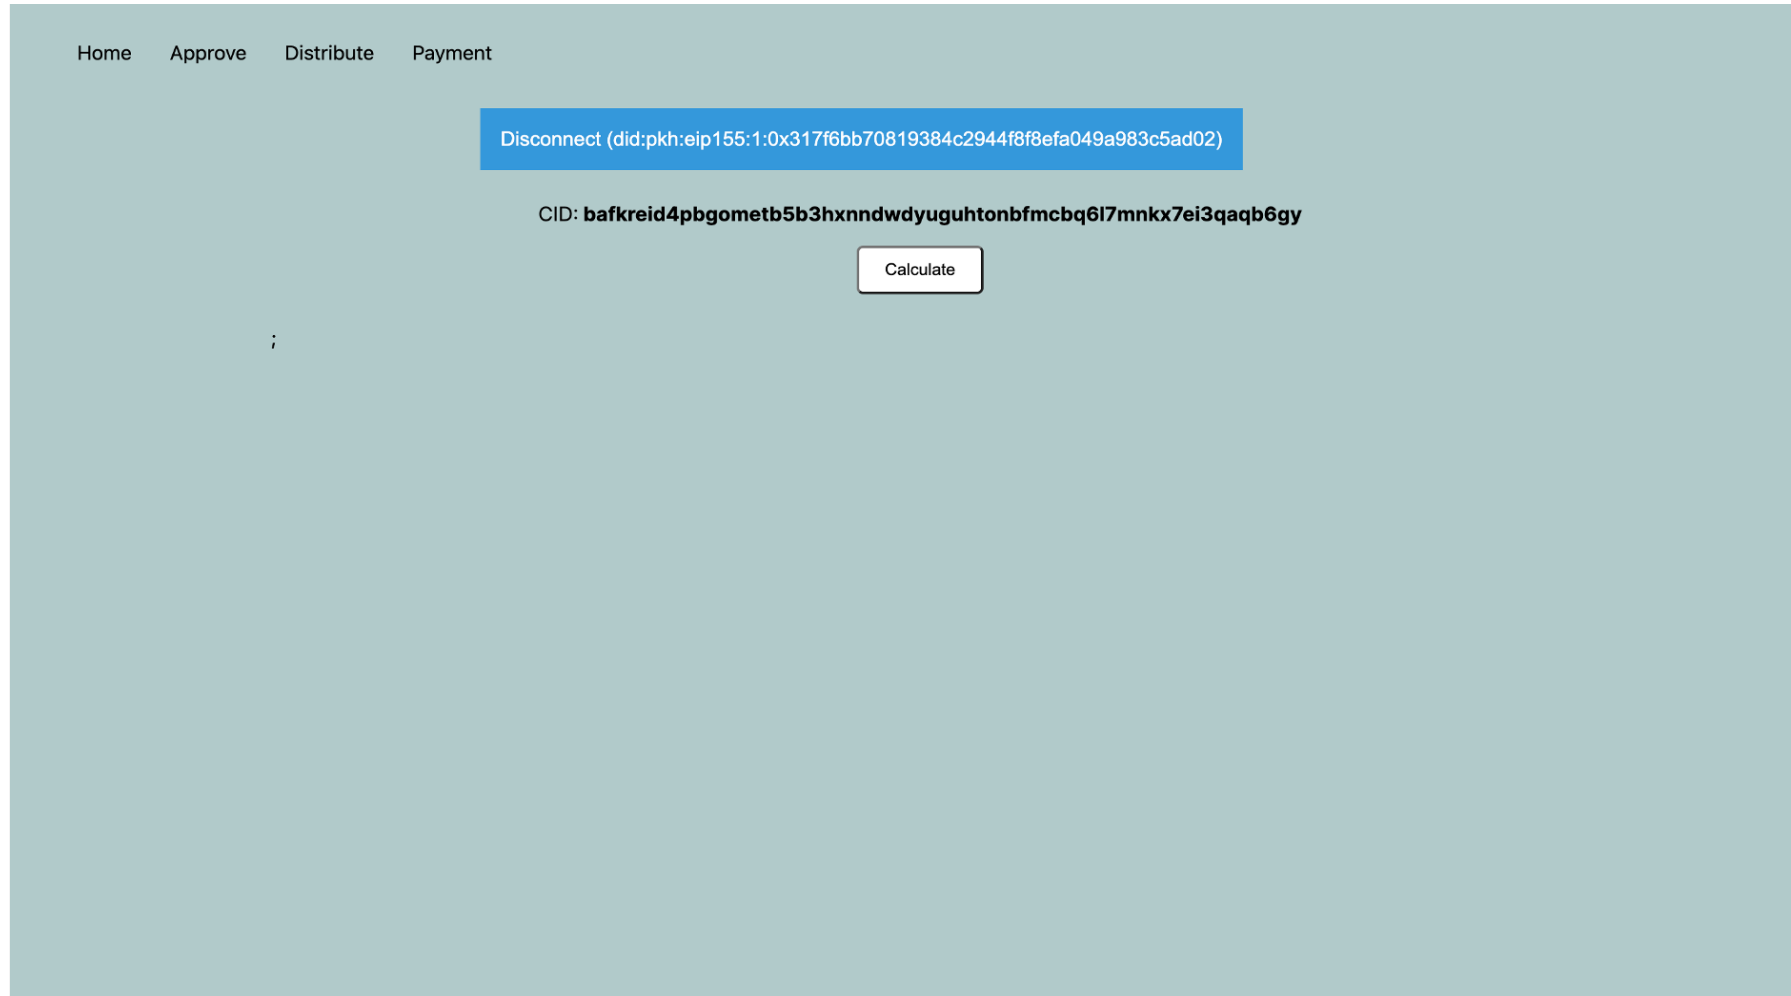 Home Approve Distribute Payment
Disconnect (did:pkh:eip155:1:0x317f6bb70819384c2944f8f8efa049a983c5ad02)
CID: bafkreid4pbgometb5b3hxnndwdyuguhtonbfmcbq6l7mnkx7ei3qaqb6gy
Calculate
;